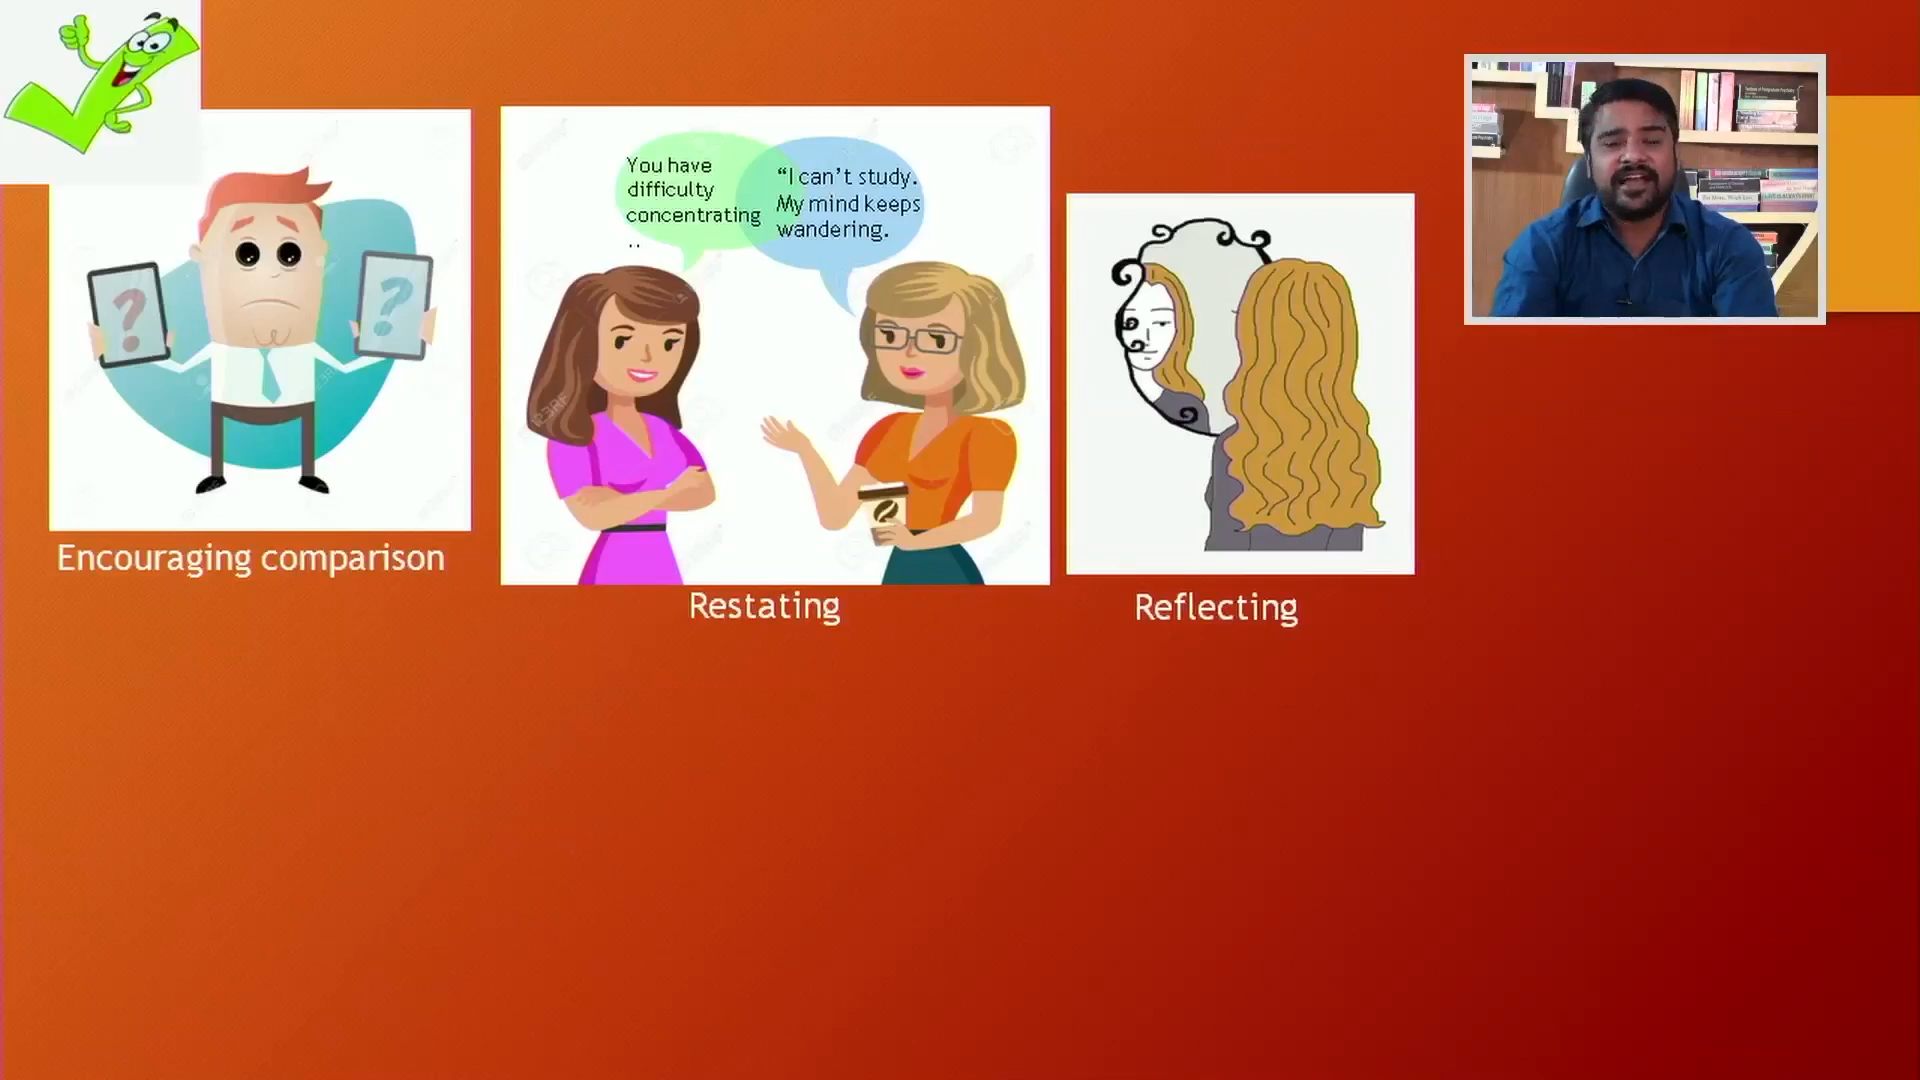 You have
difficulty
concentrating
..
“I can’t study.
My mind keeps
wandering.
Encouraging comparison
Restating
Reflecting